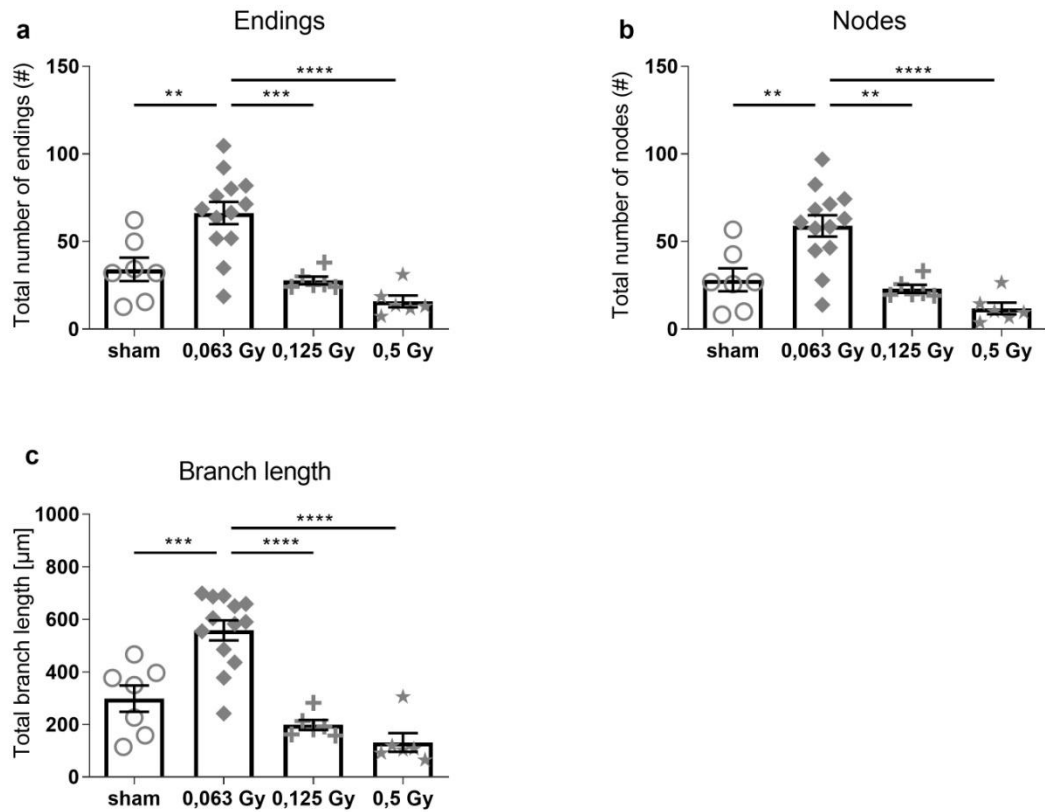 a
Endings
Total number of endings (#)
150
100
50
0
**
****
***
sham
0,063 Gy
0,125 Gy
0,5 Gy
b
Nodes
Total number of nodes (#)
150
100
50
0
**
****
**
sham
0,063 Gy
0,125 Gy
0,5 Gy
c
Branch length
Total branch length [µm]
1000
800
600
400
200
0
***
****
****
sham
0,063 Gy
0,125 Gy
0,5 Gy